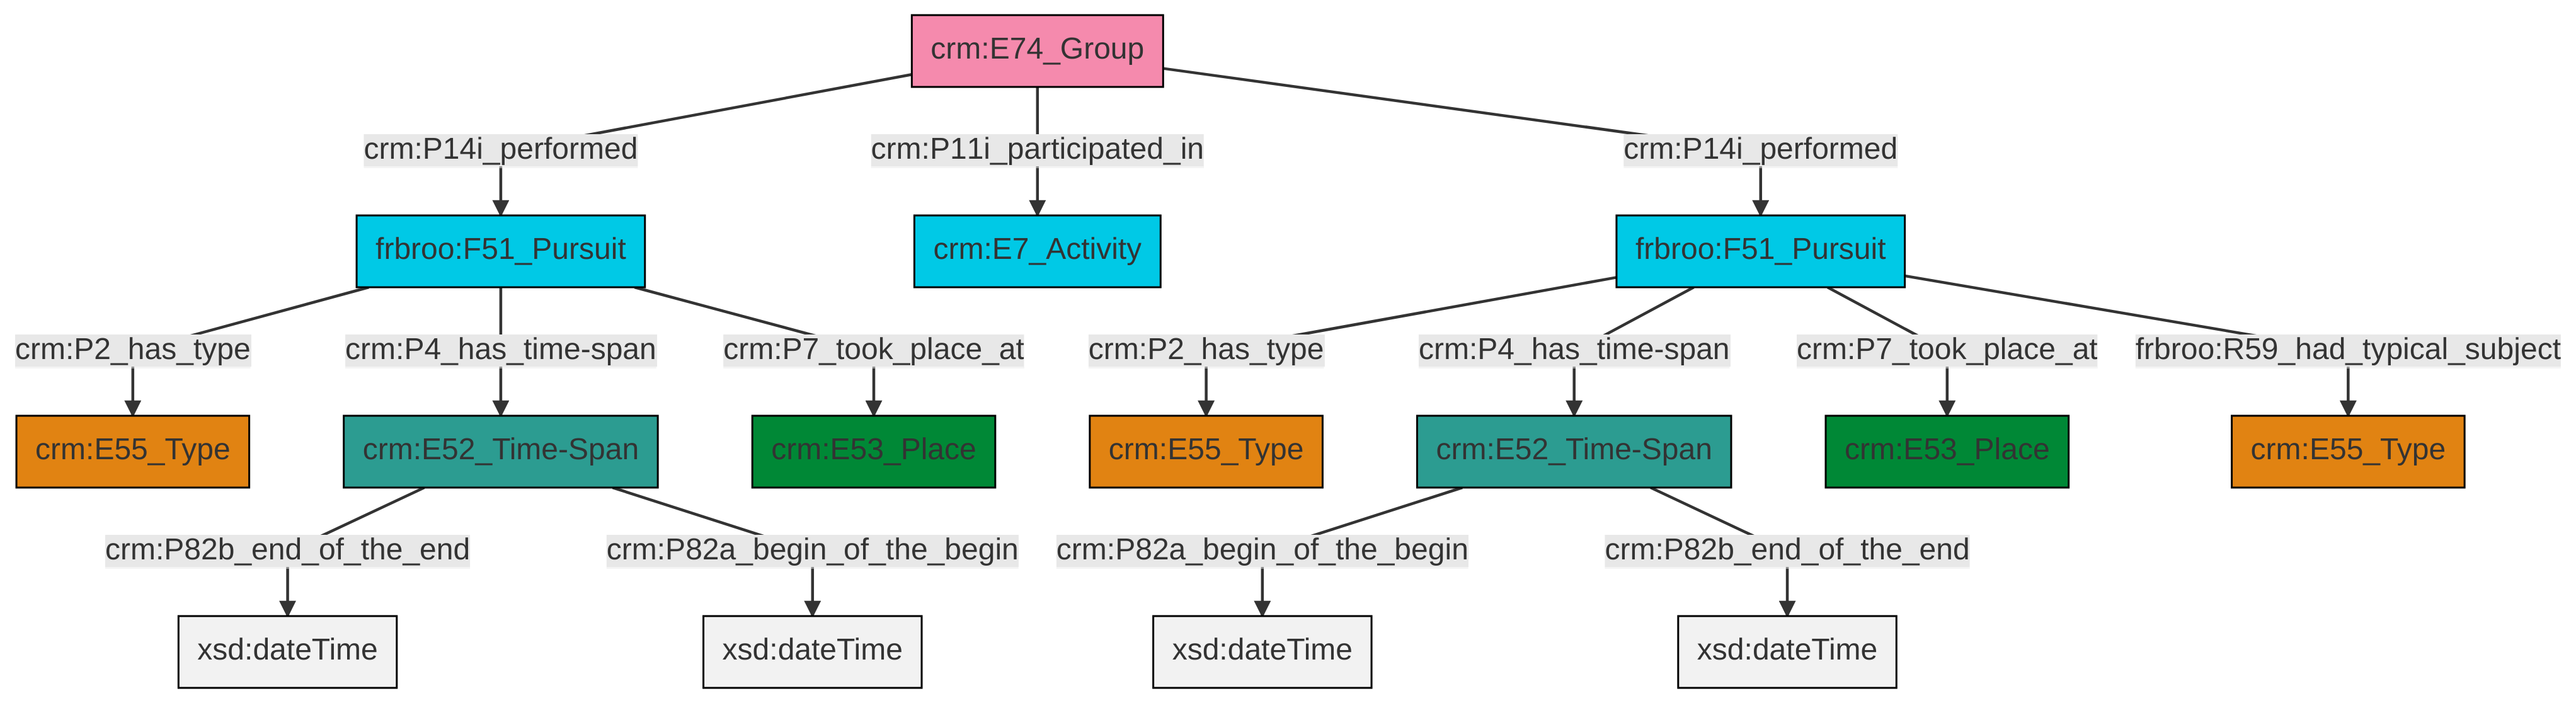 crm:E74_Group
crm:P14i_performed
crm:P11i_participated_in
crm:P14i_performed
frbroo:F51_Pursuit
crm:E7_Activity
frbroo:F51_Pursuit
crm:P2_has_type
crm:P4_has_time-span
crm:P7_took_place_at
crm:P2_has_type
crm:P4_has_time-span
crm:P7_took_place_at
frbroo:R59_had_typical_subject
crm:E55_Type
crm:E52_Time-Span
crm:E53_Place
crm:E55_Type
crm:E52_Time-Span
crm:E53_Place
crm:E55_Type
crm:P82b_end_of_the_end
crm:P82a_begin_of_the_begin
crm:P82a_begin_of_the_begin
crm:P82b_end_of_the_end
xsd:dateTime
xsd:dateTime
xsd:dateTime
xsd:dateTime